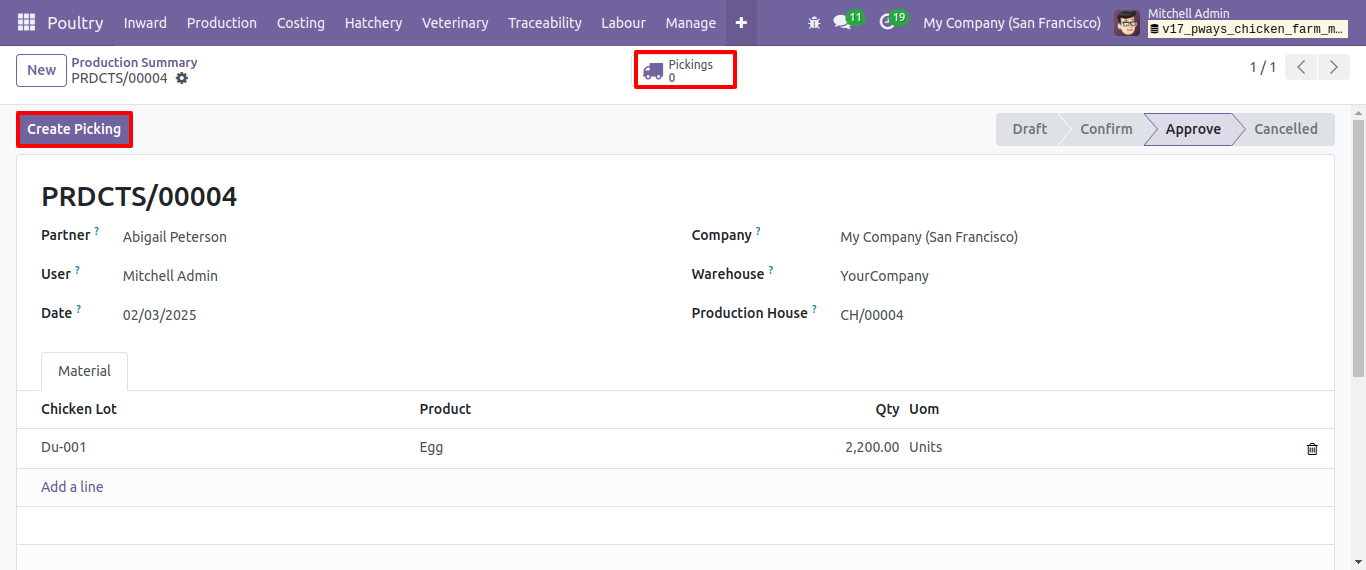 Poultry Inward Production Costing Hatchery Veterinary Traceability Labour Manage + 11 19 My Company (San Francisco) Mitchell Admin
v17_pways_chicken_farm_m...
New Production Summary Pickings
PRDCTS/00004 0 1 / 1
Create Picking Draft Confirm Approve Cancelled
PRDCTS/00004
Partner ? Abigail Peterson Company ? My Company (San Francisco)
User ? Mitchell Admin Warehouse ? YourCompany
Date ? 02/03/2025 Production House ? CH/00004
Material
Chicken Lot Product Qty Uom
Du-001 Egg 2,200.00 Units
Add a line